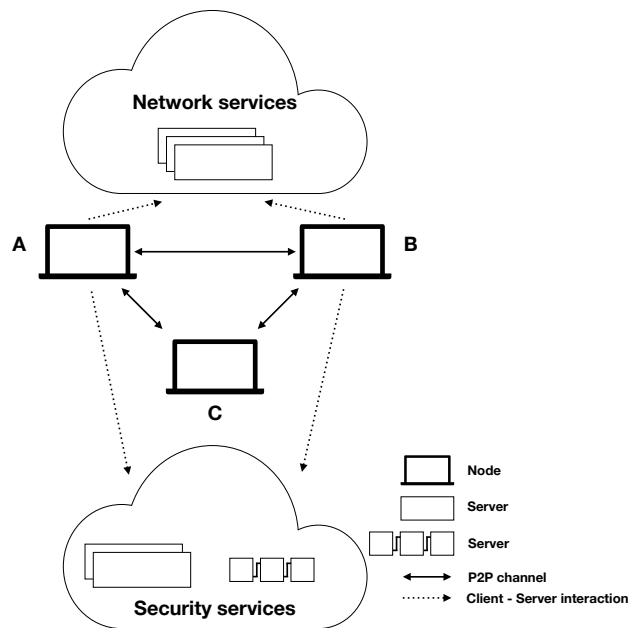 Network services
A
B
C
Node
Server
Server
P2P channel
Client - Server interaction
Security services